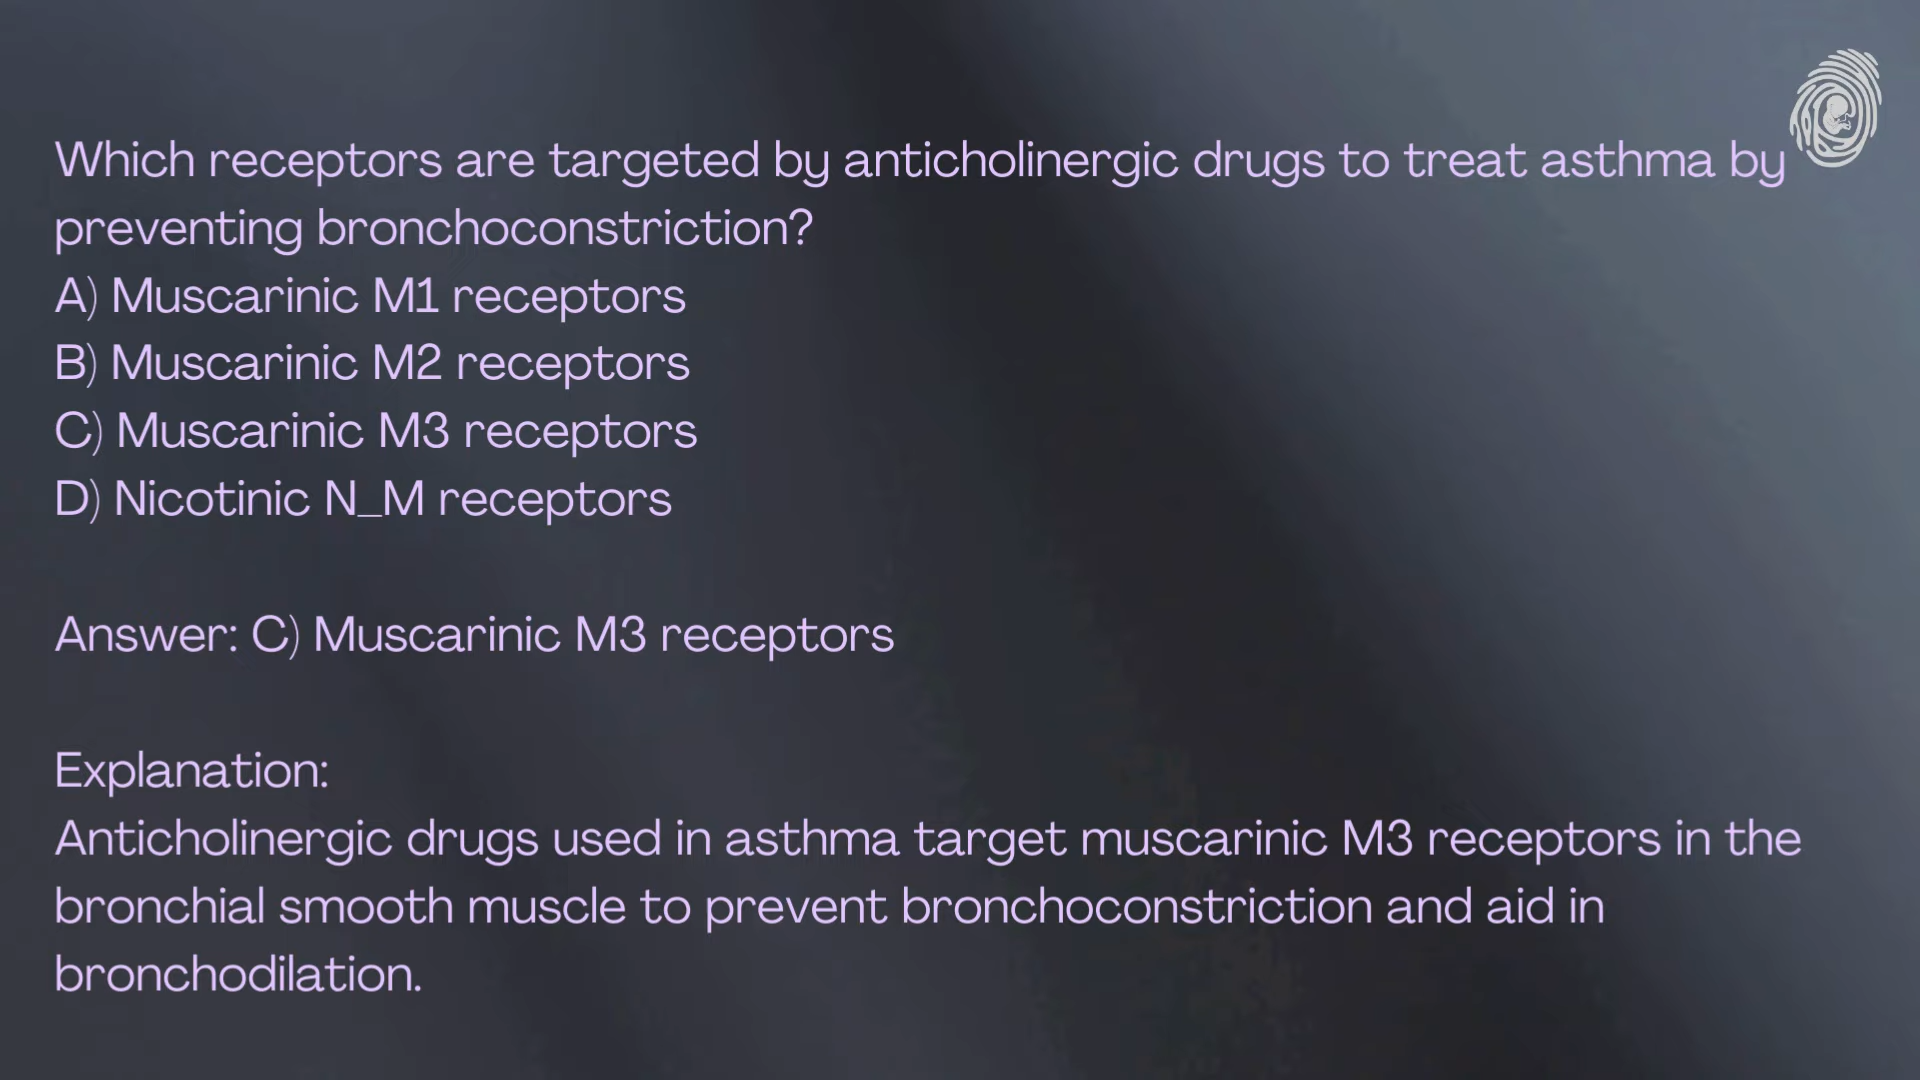 Which receptors are targeted by anticholinergic drugs to treat asthma by
preventing bronchoconstriction?
A) Muscarinic M1 receptors
B) Muscarinic M2 receptors
C) Muscarinic M3 receptors
D) Nicotinic N_M receptors
Answer: C) Muscarinic M3 receptors
Explanation:
Anticholinergic drugs used in asthma target muscarinic M3 receptors in the
bronchial smooth muscle to prevent bronchoconstriction and aid in
bronchodilation.